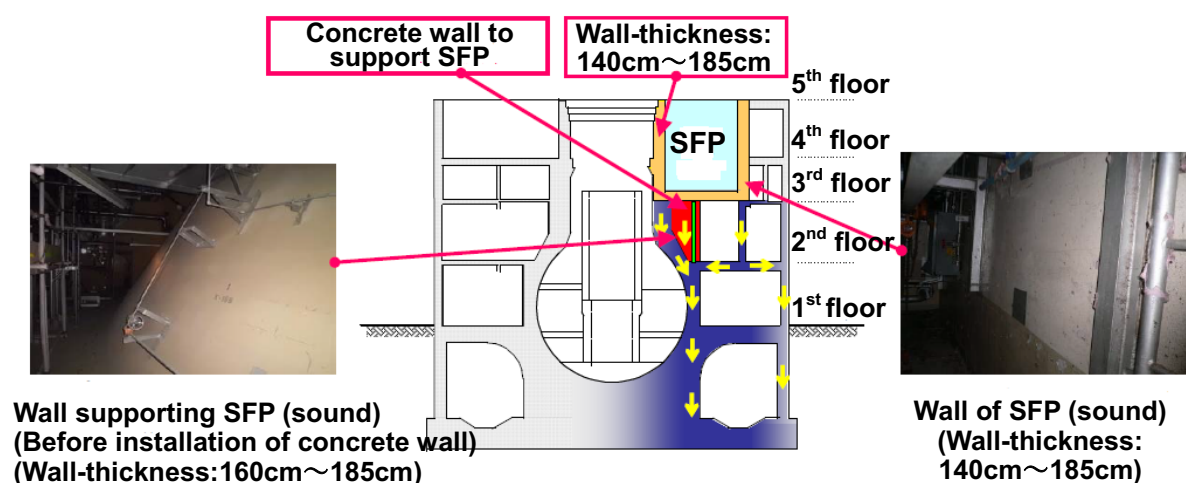 Concrete wall to
support SFP
Wall-thickness:
140cm～185cm
5th floor
SFP
4th floor
3rd floor
2nd floor
1st floor
Wall supporting SFP (sound)
(Before installation of concrete wall)
(Wall-thickness:160cm～185cm)
Wall of SFP (sound)
(Wall-thickness:
140cm～185cm)